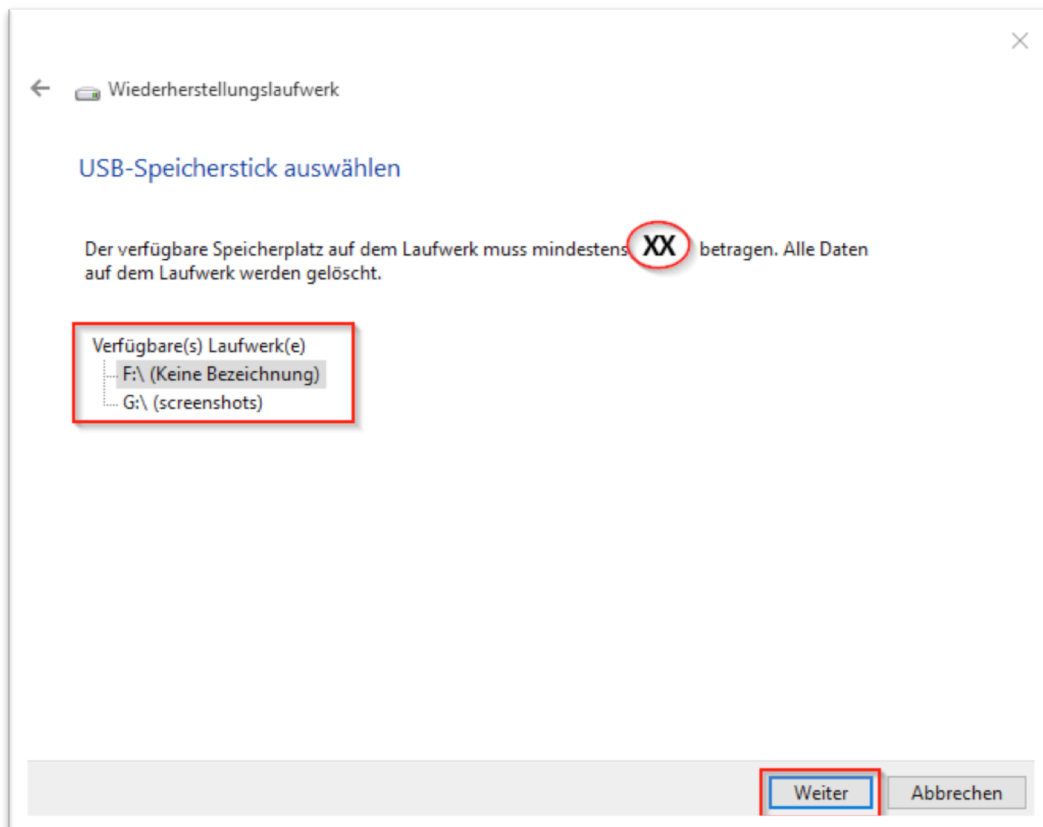 Wiederherstellungslaufwerk
USB-Speicherstick auswählen
Der verfügbare Speicherplatz auf dem Laufwerk muss mindestens XX betragen. Alle Daten
auf dem Laufwerk werden gelöscht.
Verfügbare(s) Laufwerk(e)
F:\ (Keine Bezeichnung)
G:\ (screenshots)
Weiter Abbrechen